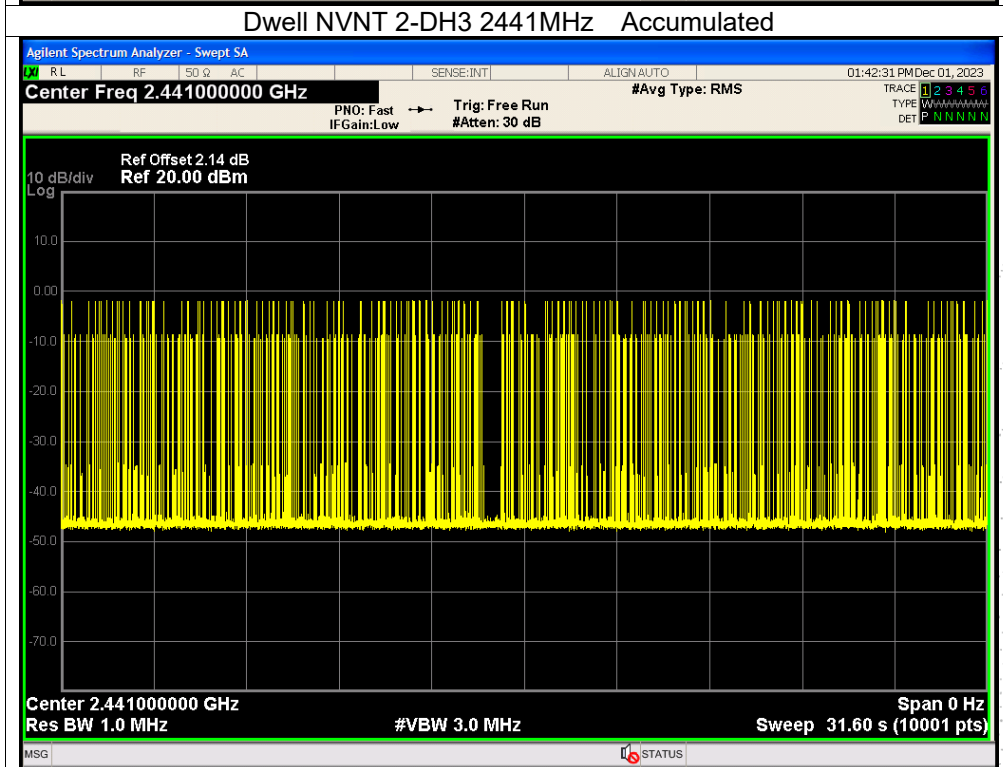 Dwell NVNT 2-DH3 2441MHz Accumulated
Agilent Spectrum Analyzer - Swept SA
LXI RL RF 50 Ω AC SENSE:INT ALIGN AUTO 01:42:31 PM Dec 01, 2023
Center Freq 2.441000000 GHz #Avg Type: RMS TRACE 1 2 3 4 5 6
PNO: Fast Trig: Free Run TYPE WWWWWW
IFGain:Low #Atten: 30 dB DET P N N N N N
Ref Offset 2.14 dB
10 dB/div Ref 20.00 dBm
Log
10.0
0.00
-10.0
-20.0
-30.0
-40.0
-50.0
-60.0
-70.0
Center 2.441000000 GHz Span 0 Hz
Res BW 1.0 MHz #VBW 3.0 MHz Sweep 31.60 s (10001 pts)
MSG STATUS